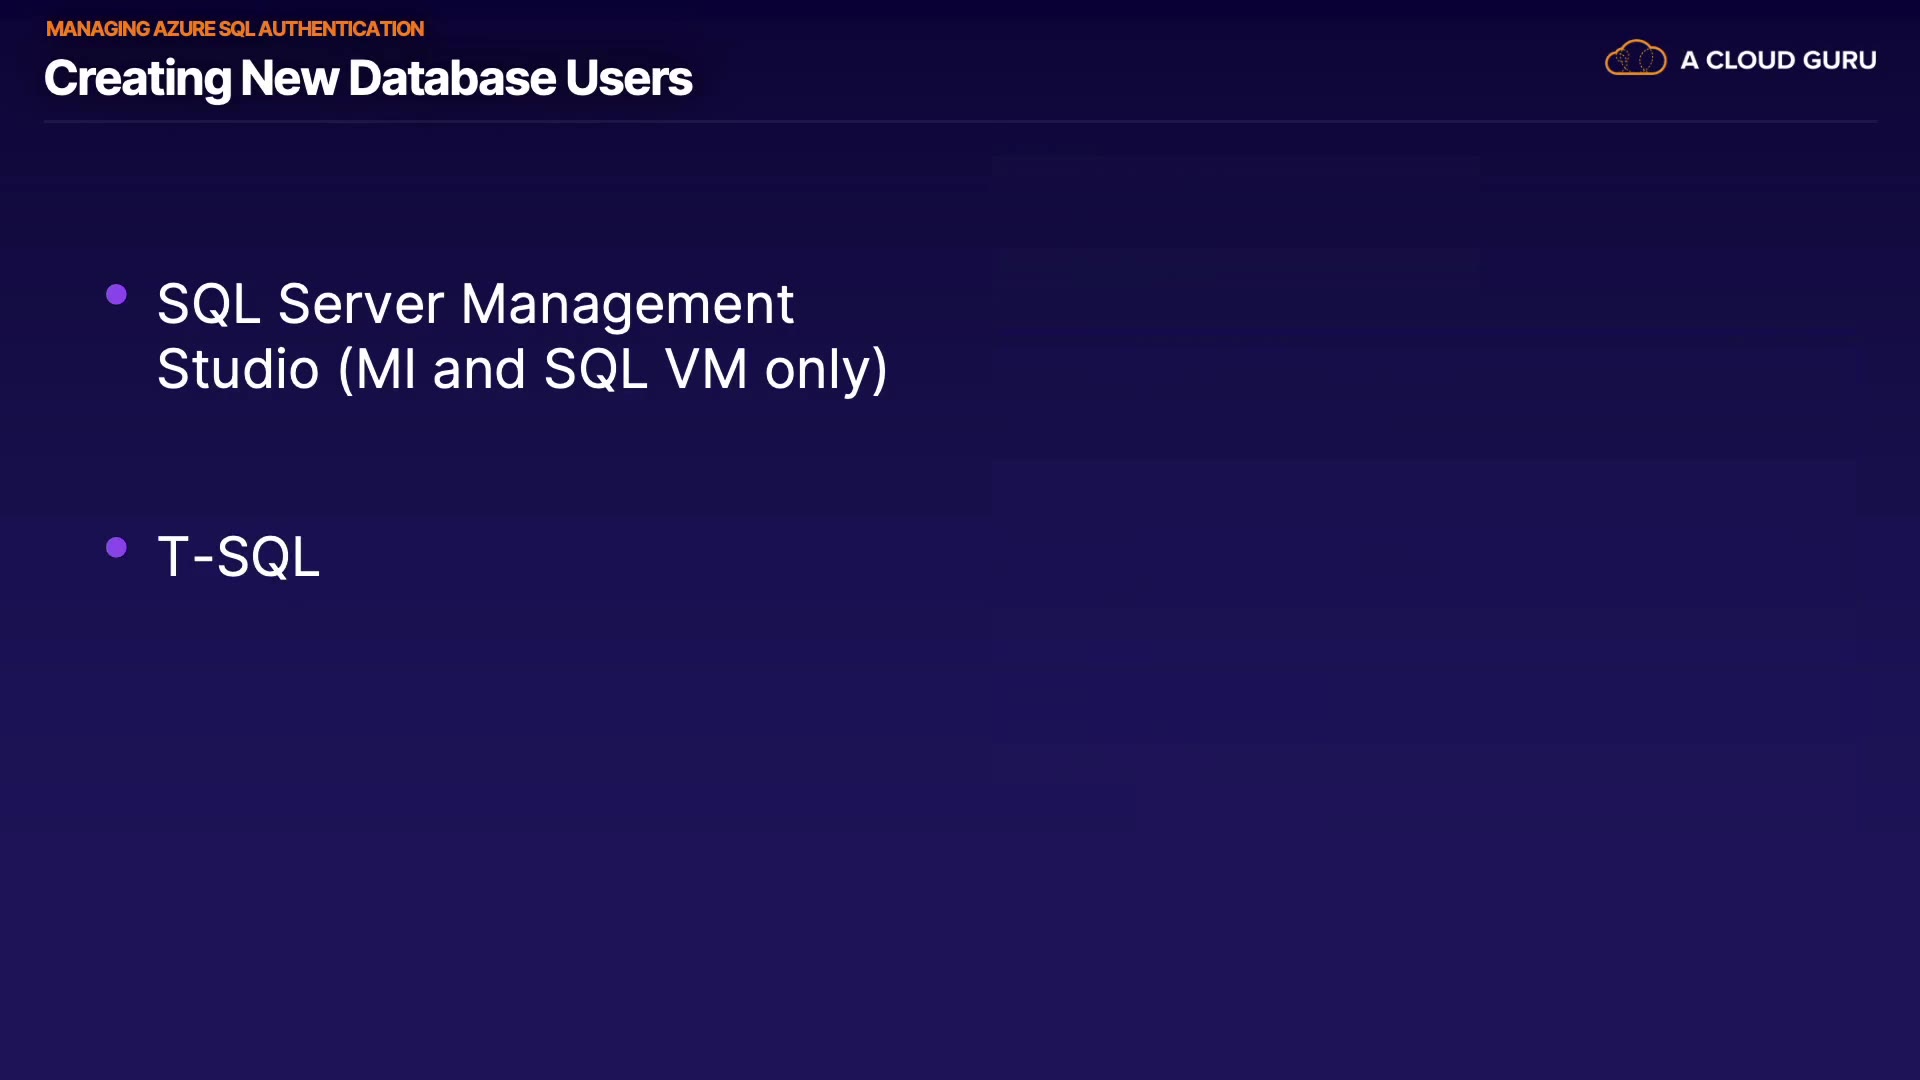 MANAGING AZURE SQL AUTHENTICATION
Creating New Database Users
A CLOUD GURU
• SQL Server Management
Studio (MI and SQL VM only)
• T-SQL